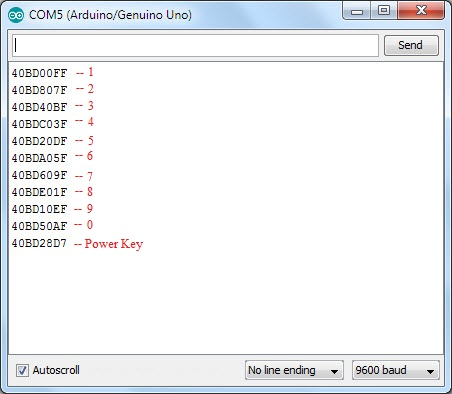 COM5 (Arduino/Genuino Uno)
Send
40BD00FF -- 1
40BD807F -- 2
40BD40BF -- 3
40BDC03F -- 4
40BD20DF -- 5
40BDA05F -- 6
40BD609F -- 7
40BDE01F -- 8
40BD10EF -- 9
40BD50AF -- 0
40BD28D7 -- Power Key
Autoscroll No line ending 9600 baud